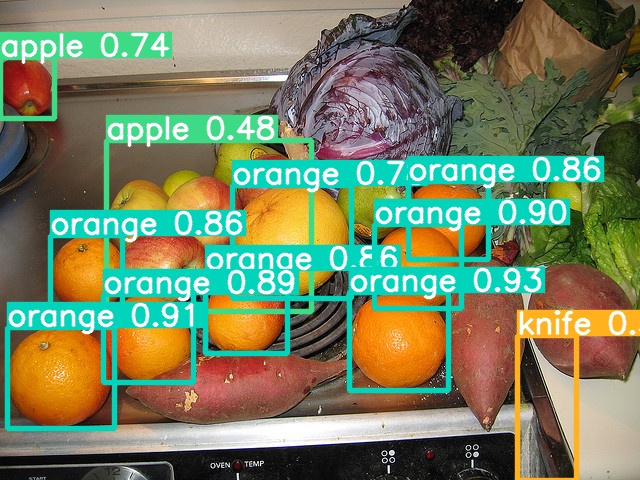 apple 0.74
apple 0.48
orange 0.7
orange 0.86
orange 0.86
orange 0.90
orange 0.86
orange 0.89
orange 0.93
orange 0.91
knife 0.
OVEN TEMP
START